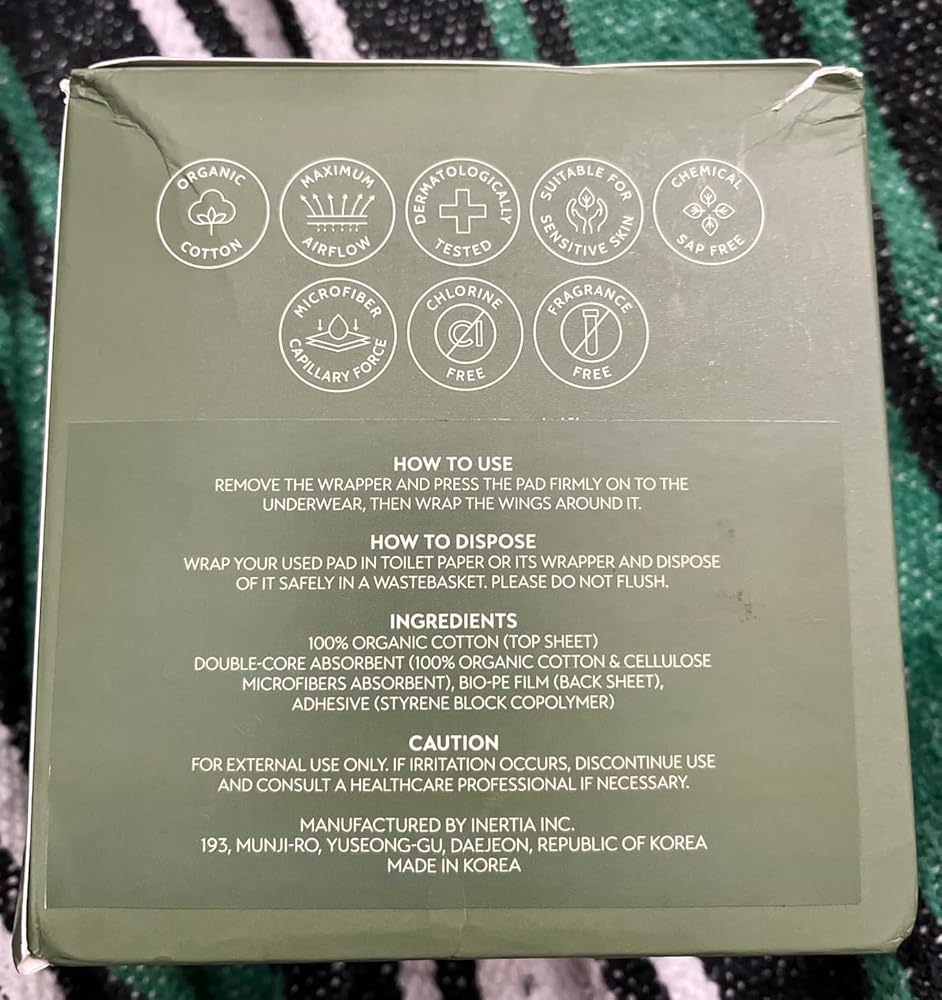 ORGANIC COTTON
MAXIMUM AIRFLOW
DERMATOLOGICALLY TESTED
SUITABLE FOR SENSITIVE SKIN
CHEMICAL SAP FREE
MICROFIBER CAPILLARY FORCE
CHLORINE Cl FREE
FRAGRANCE FREE
HOW TO USE
REMOVE THE WRAPPER AND PRESS THE PAD FIRMLY ON TO THE
UNDERWEAR, THEN WRAP THE WINGS AROUND IT.
HOW TO DISPOSE
WRAP YOUR USED PAD IN TOILET PAPER OR ITS WRAPPER AND DISPOSE
OF IT SAFELY IN A WASTEBASKET. PLEASE DO NOT FLUSH.
INGREDIENTS
100% ORGANIC COTTON (TOP SHEET)
DOUBLE-CORE ABSORBENT (100% ORGANIC COTTON & CELLULOSE
MICROFIBERS ABSORBENT), BIO-PE FILM (BACK SHEET),
ADHESIVE (STYRENE BLOCK COPOLYMER)
CAUTION
FOR EXTERNAL USE ONLY. IF IRRITATION OCCURS, DISCONTINUE USE
AND CONSULT A HEALTHCARE PROFESSIONAL IF NECESSARY.
MANUFACTURED BY INERTIA INC.
193, MUNJI-RO, YUSEONG-GU, DAEJEON, REPUBLIC OF KOREA
MADE IN KOREA